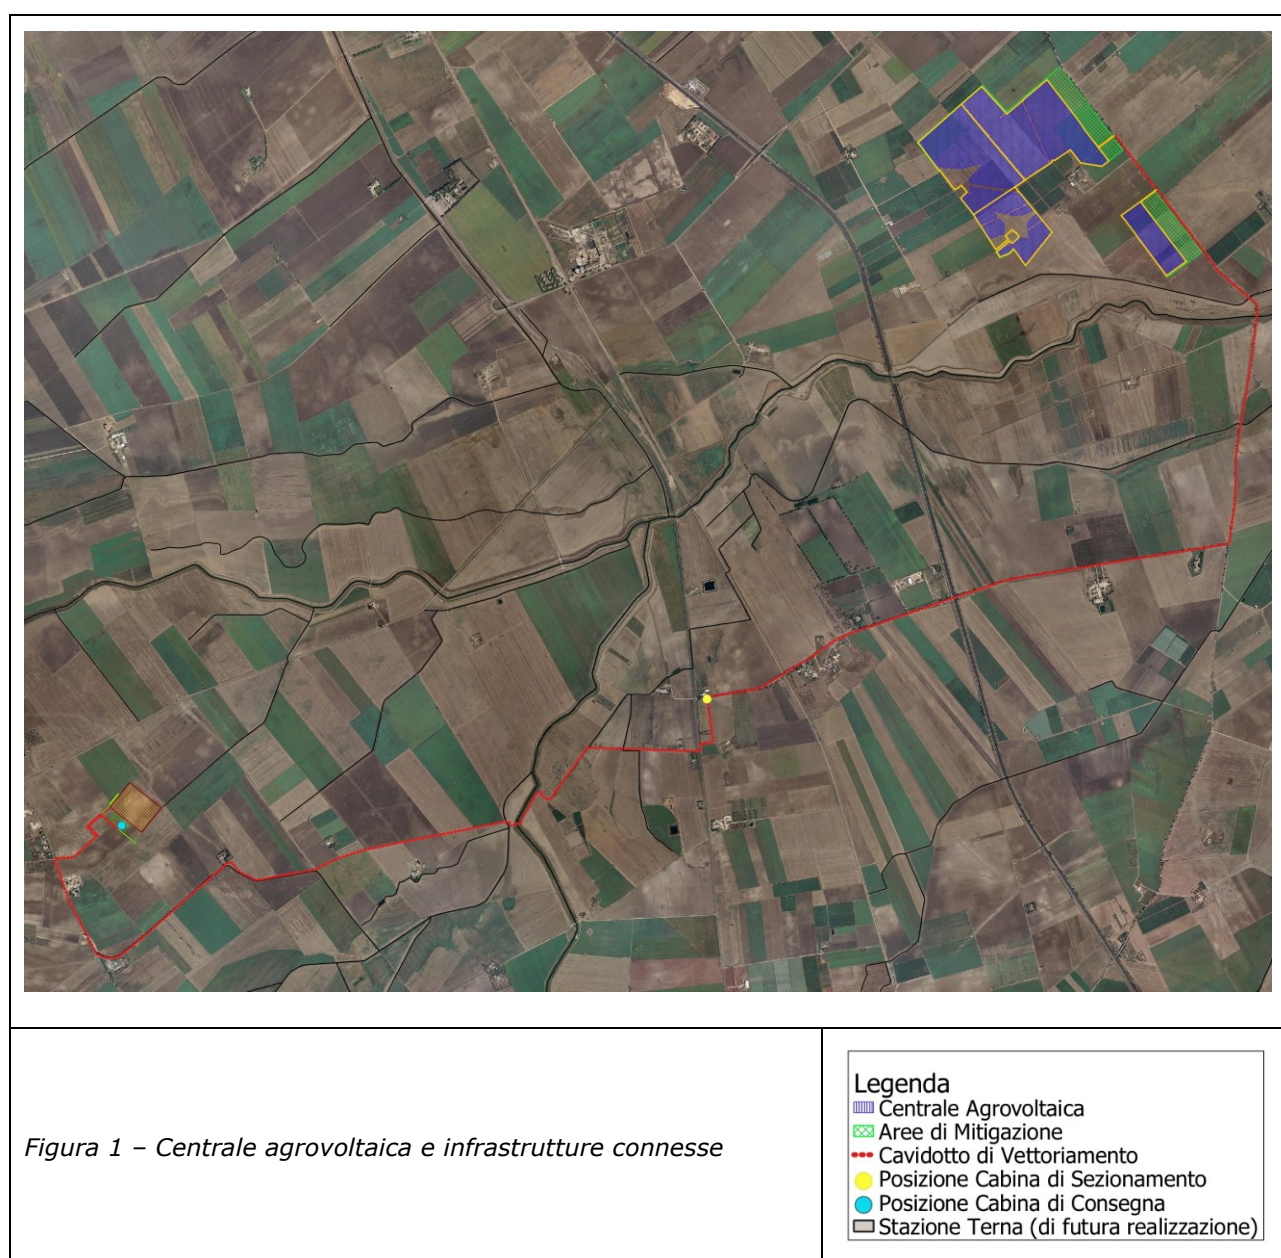 Figura 1 – Centrale agrovoltaica e infrastrutture connesse
Legenda
Centrale Agrovoltaica
Aree di Mitigazione
Cavidotto di Vettoriamento
Posizione Cabina di Sezionamento
Posizione Cabina di Consegna
Stazione Terna (di futura realizzazione)